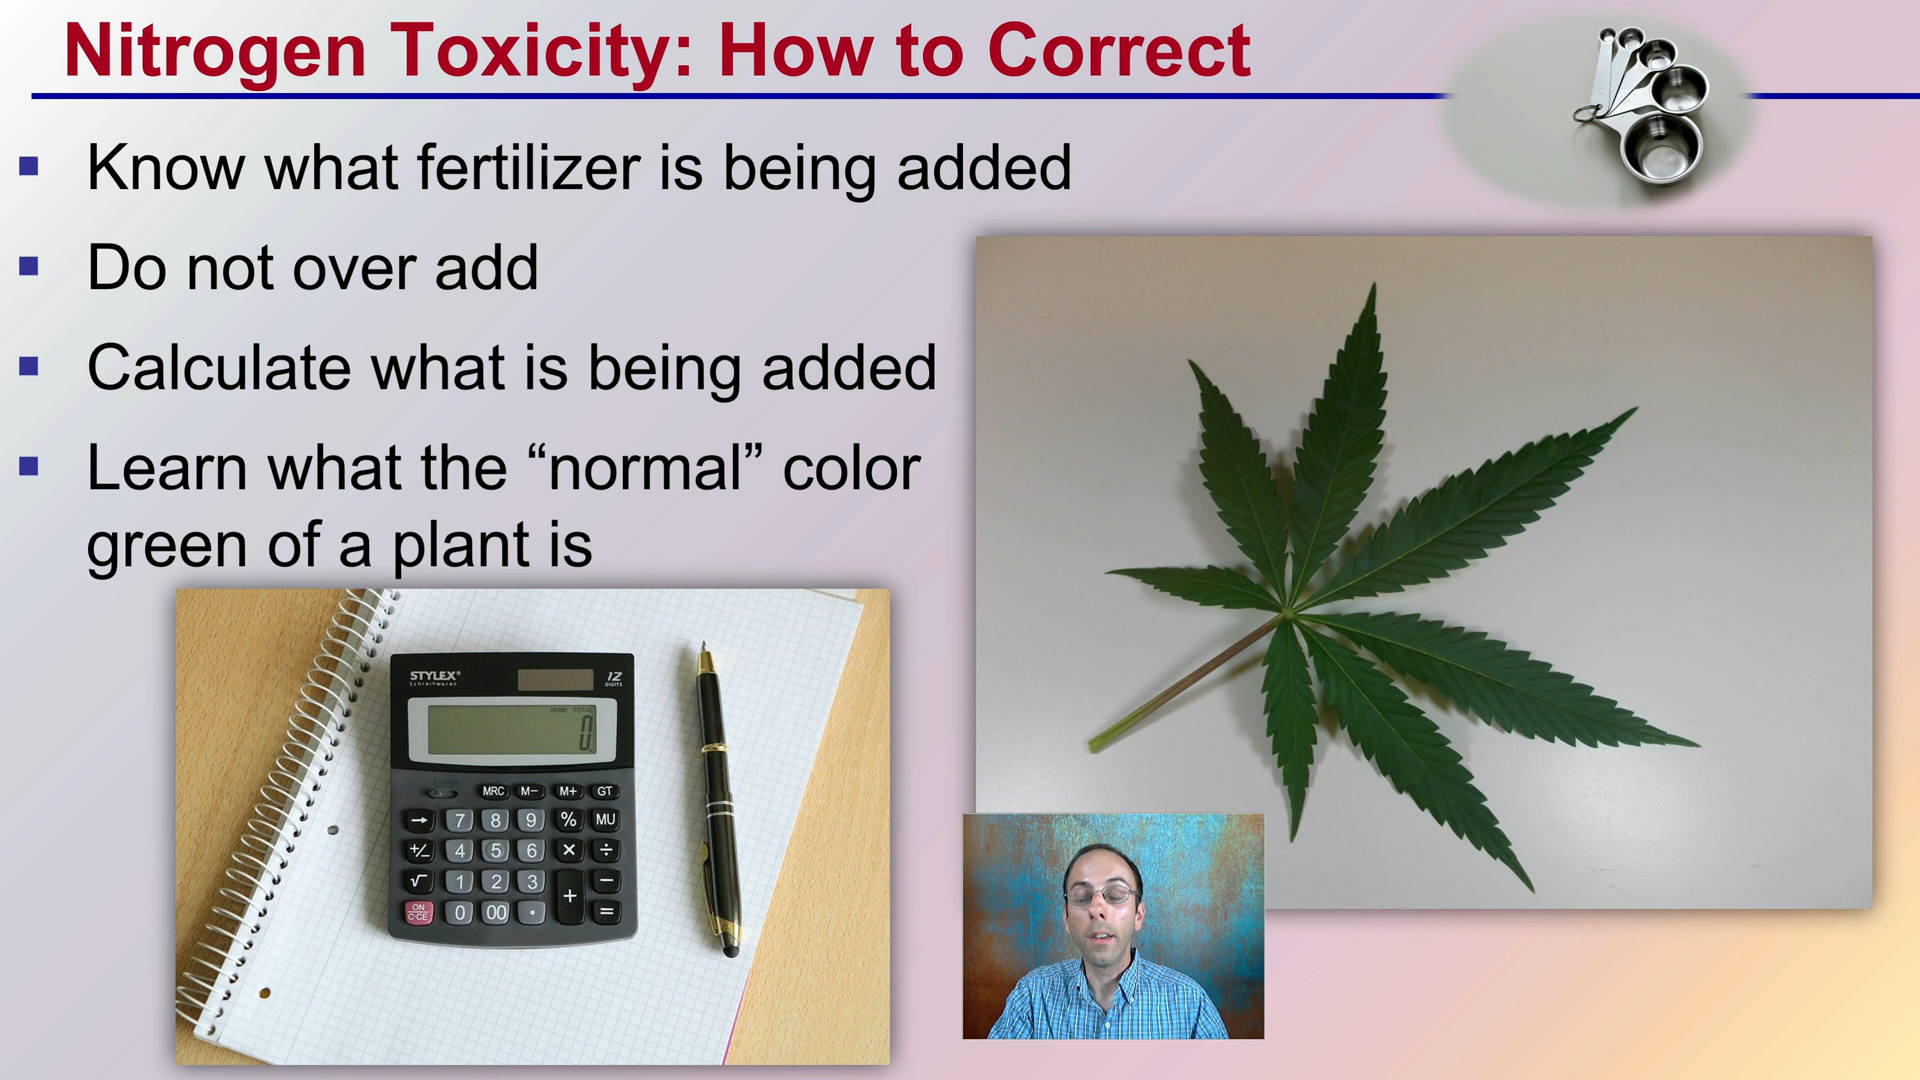 Nitrogen Toxicity: How to Correct
▪ Know what fertilizer is being added
▪ Do not over add
▪ Calculate what is being added
▪ Learn what the “normal” color
green of a plant is
STYLEX®
Schreibwaren
12
DIGITS
GRAND TOTAL
0.
MRC M− M+ GT
→ 7 8 9 % MU
+/− 4 5 6 × ÷
√ 1 2 3 + −
ON
C·CE
0 00 · =